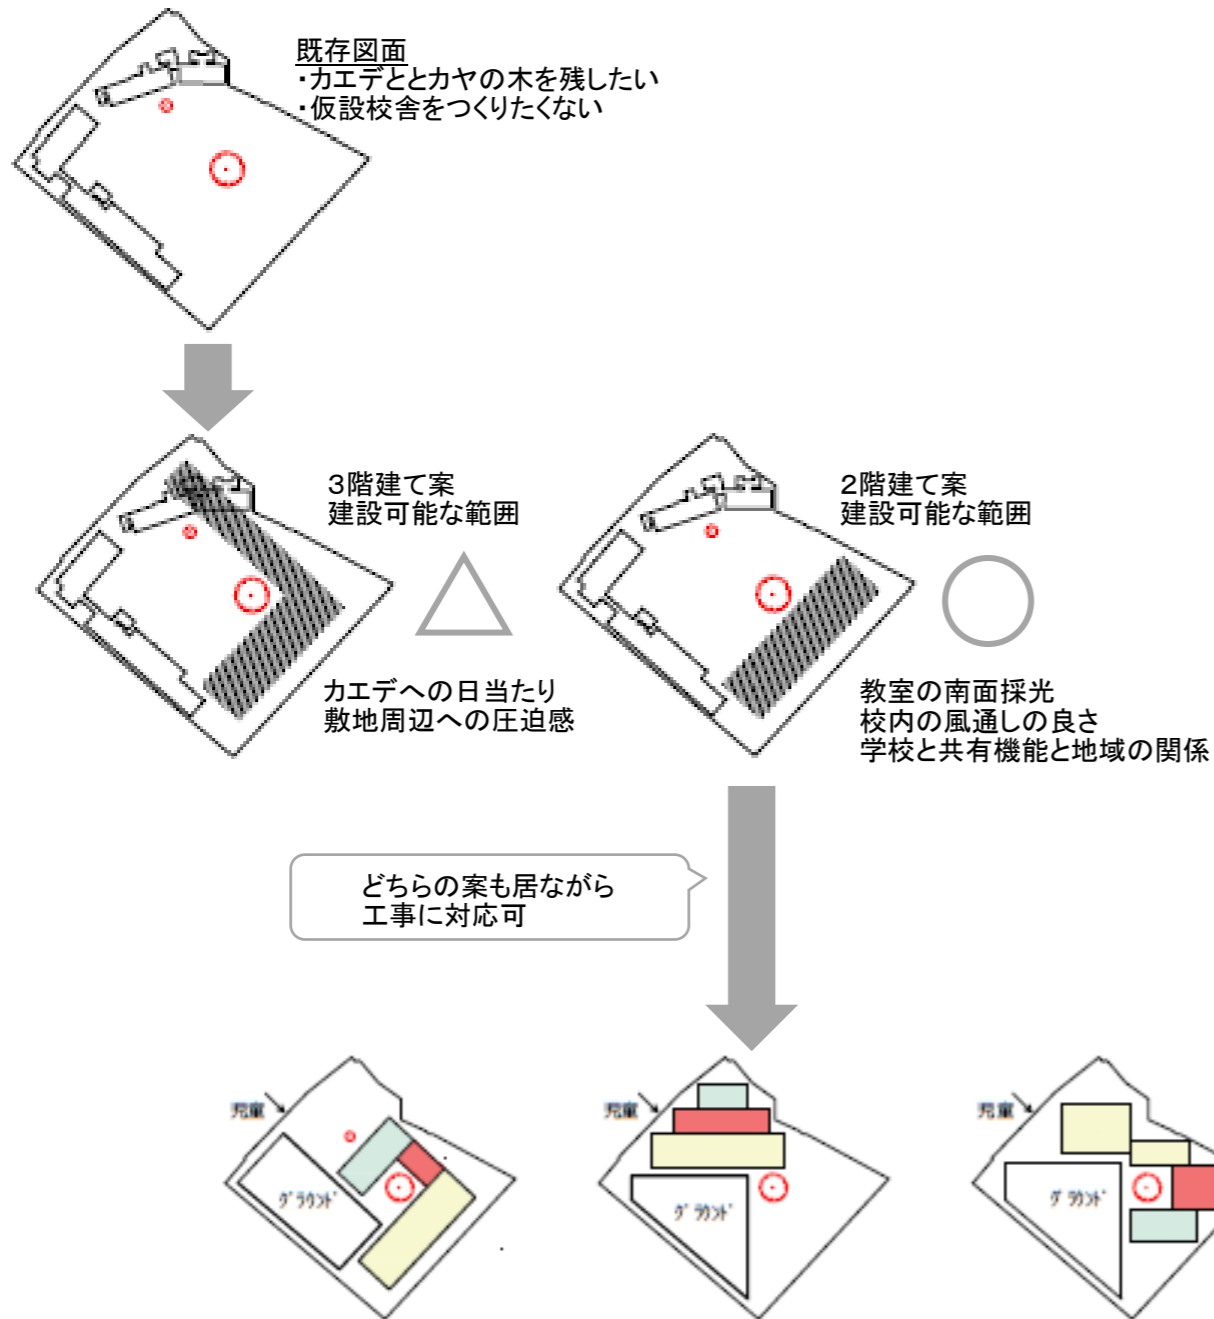 既存図面
・カエデととカヤの木を残したい
・仮設校舎をつくりたくない
3階建て案
建設可能な範囲
カエデへの日当たり
敷地周辺への圧迫感
2階建て案
建設可能な範囲
教室の南面採光
校内の風通しの良さ
学校と共有機能と地域の関係
どちらの案も居ながら
工事に対応可
児童
グラウンド
児童
グラウンド
児童
グラウンド